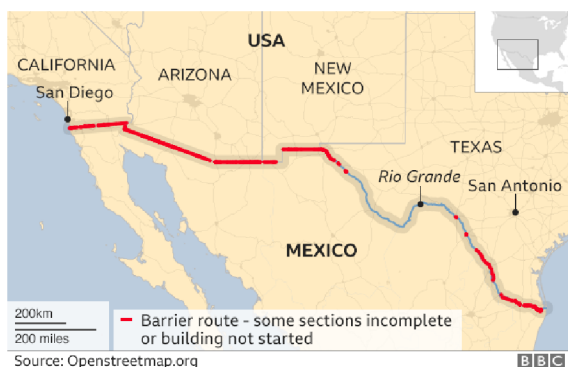 USA
CALIFORNIA
ARIZONA
NEW
MEXICO
San Diego
TEXAS
Rio Grande
San Antonio
MEXICO
200km
200 miles
Barrier route - some sections incomplete
or building not started
Source: Openstreetmap.org
BBC